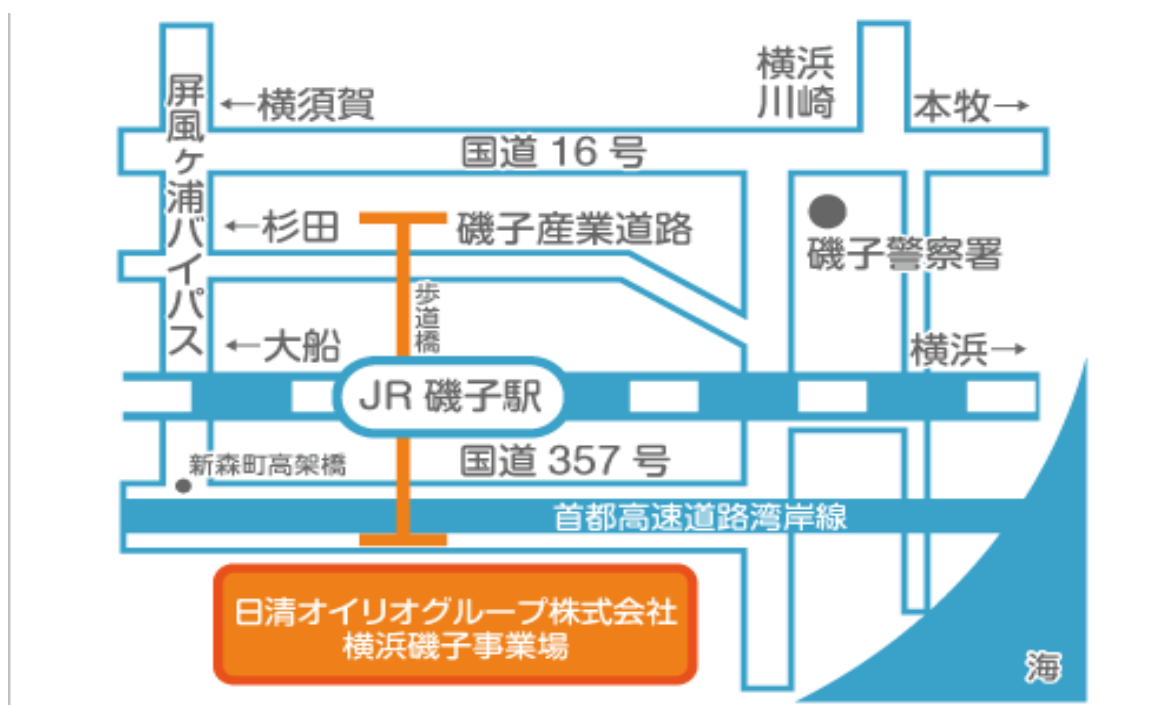 横浜
川崎
屏風ヶ浦バイパス
←横須賀
本牧→
国道 16 号
←杉田
磯子産業道路
磯子警察署
歩道橋
←大船
横浜→
JR 磯子駅
新森町高架橋
国道 357 号
首都高速道路湾岸線
日清オイリオグループ株式会社
横浜磯子事業場
海